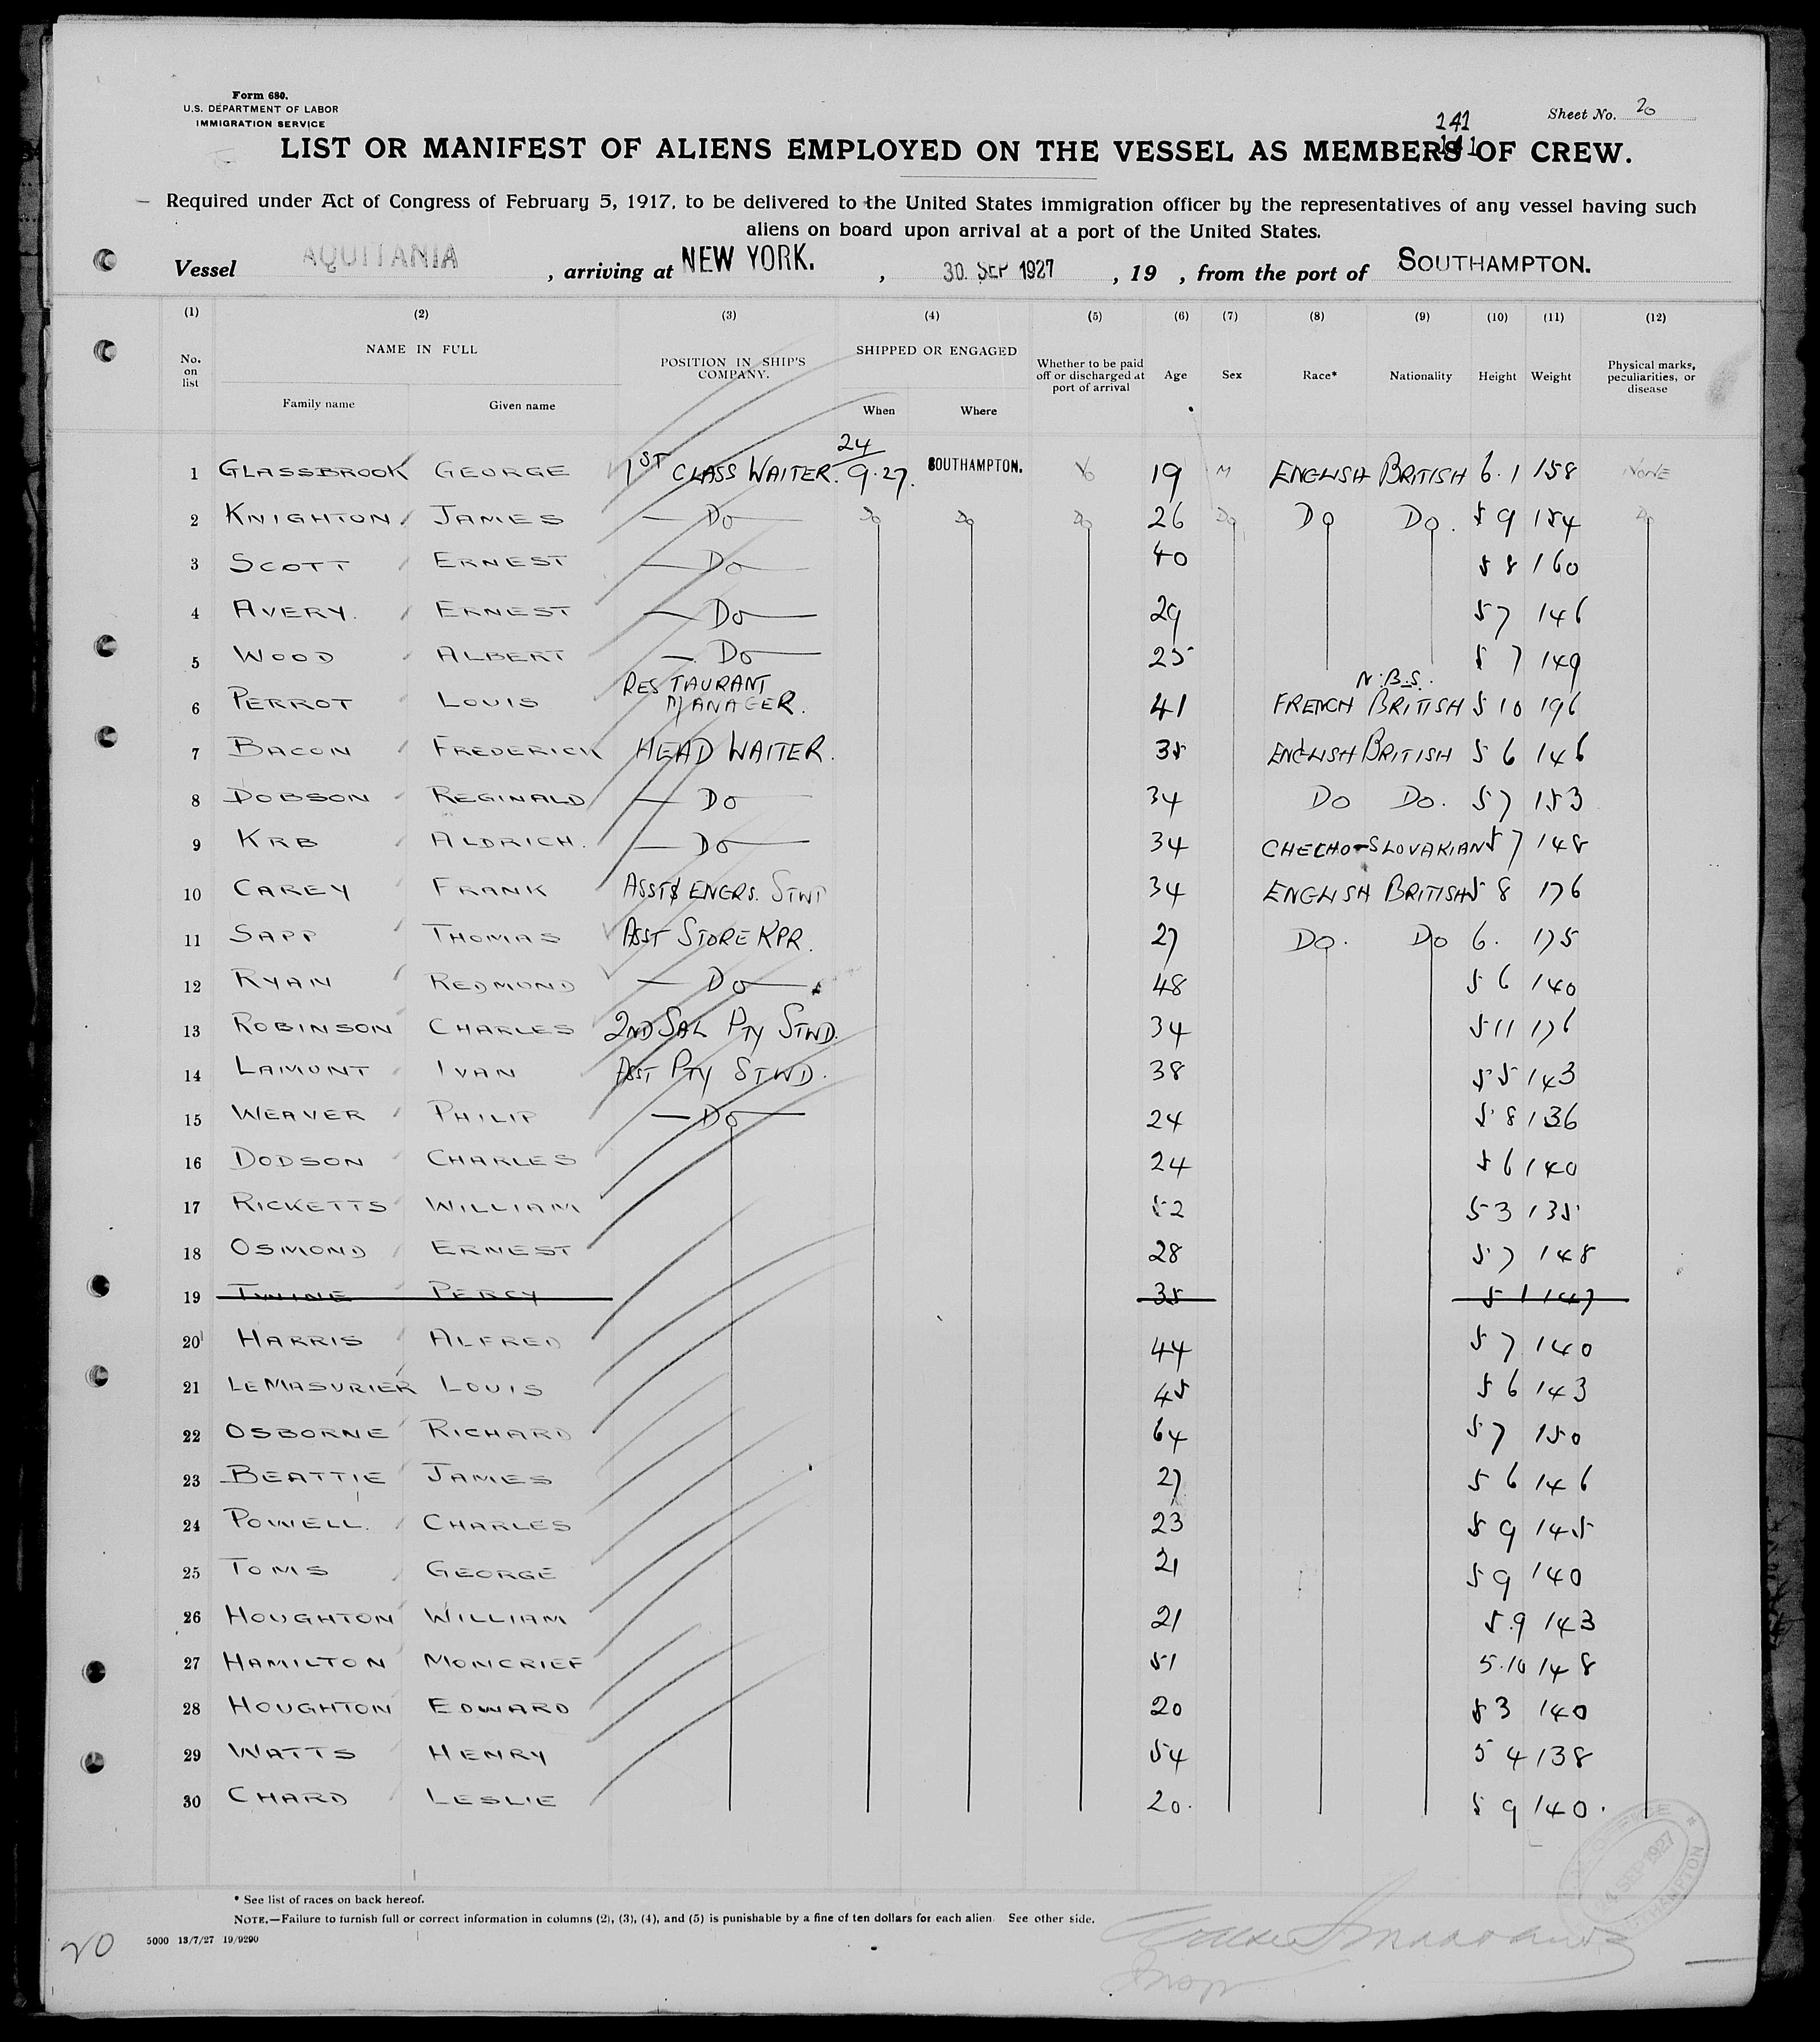 Form 680.
U.S. DEPARTMENT OF LABOR
IMMIGRATION SERVICE
Sheet No. 20
241
LIST OR MANIFEST OF ALIENS EMPLOYED ON THE VESSEL AS MEMBERS OF CREW.
Required under Act of Congress of February 5, 1917, to be delivered to the United States immigration officer by the representatives of any vessel having such
aliens on board upon arrival at a port of the United States.
Vessel AQUITANIA , arriving at NEW YORK. , 30. SEP 1927 , 19 , from the port of SOUTHAMPTON.
(1) (2) (3) (4) (5) (6) (7) (8) (9) (10) (11) (12)
No. on list NAME IN FULL Family name Given name POSITION IN SHIP'S COMPANY. SHIPPED OR ENGAGED When Where Whether to be paid off or discharged at port of arrival Age Sex Race* Nationality Height Weight Physical marks, peculiarities, or disease
1 GLASSBROOK GEORGE 1ST CLASS WAITER. 24/9.27. SOUTHAMPTON. No 19 M ENGLISH BRITISH 6.1 158 NONE
2 KNIGHTON JAMES — Do — Do Do Do 26 Do Do Do. 5 9 154 Do
3 SCOTT ERNEST — Do — 40 5 8 160
4 AVERY. ERNEST — Do — 29 5 7 146
5 WOOD ALBERT — Do — 25 5 7 149
6 PERROT LOUIS RESTAURANT MANAGER. 41 FRENCH N.B.S. BRITISH 5 10 196
7 BACON FREDERICK HEAD WAITER. 35 ENGLISH BRITISH 5 6 146
8 DOBSON REGINALD — Do — 34 Do Do. 5 7 153
9 KRB ALDRICH. — Do — 34 CHECHO-SLOVAKIAN 5 7 148
10 CAREY FRANK ASSTS ENGRS. STWD 34 ENGLISH BRITISH 5 8 176
11 SAPP THOMAS ASST STORE KPR. 27 Do. Do 6. 175
12 RYAN REDMOND — Do — 48 5 6 140
13 ROBINSON CHARLES 2ND SAL PTY STWD. 34 5 11 176
14 LAMONT IVAN ASST PTY STWD. 38 5 5 143
15 WEAVER PHILIP — Do — 24 5 8 136
16 DODSON CHARLES 24 5 6 140
17 RICKETTS WILLIAM 52 5 3 135
18 OSMOND ERNEST 28 5 7 148
19 PERCY 35 5 1 147
20 HARRIS ALFRED 44 5 7 140
21 LEMASURIER LOUIS 45 5 6 143
22 OSBORNE RICHARD 64 5 7 150
23 BEATTIE JAMES 27 5 6 146
24 POWELL. CHARLES 23 5 9 145
25 TOMS GEORGE 21 5 9 140
26 HOUGHTON WILLIAM 21 5.9 143
27 HAMILTON MONCRIEF 51 5.10 148
28 HOUGHTON EDWARD 20 5 3 140
29 WATTS HENRY 54 5 4 138
30 CHARD LESLIE 20. 5 9 140.
* See list of races on back hereof.
NOTE.—Failure to furnish full or correct information in columns (2), (3), (4), and (5) is punishable by a fine of ten dollars for each alien. See other side.
5000 13/7/27 19/9290
20